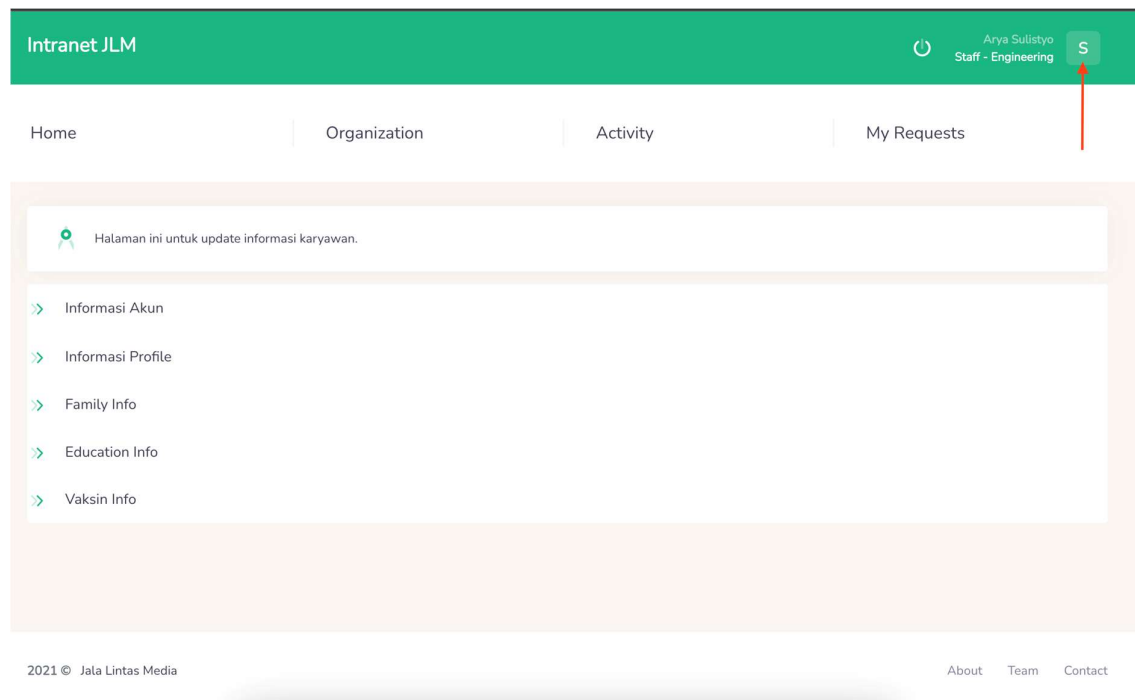 Intranet JLM
Arya Sulistyo
Staff - Engineering
S
Home
Organization
Activity
My Requests
Halaman ini untuk update informasi karyawan.
Informasi Akun
Informasi Profile
Family Info
Education Info
Vaksin Info
2021 © Jala Lintas Media
About
Team
Contact